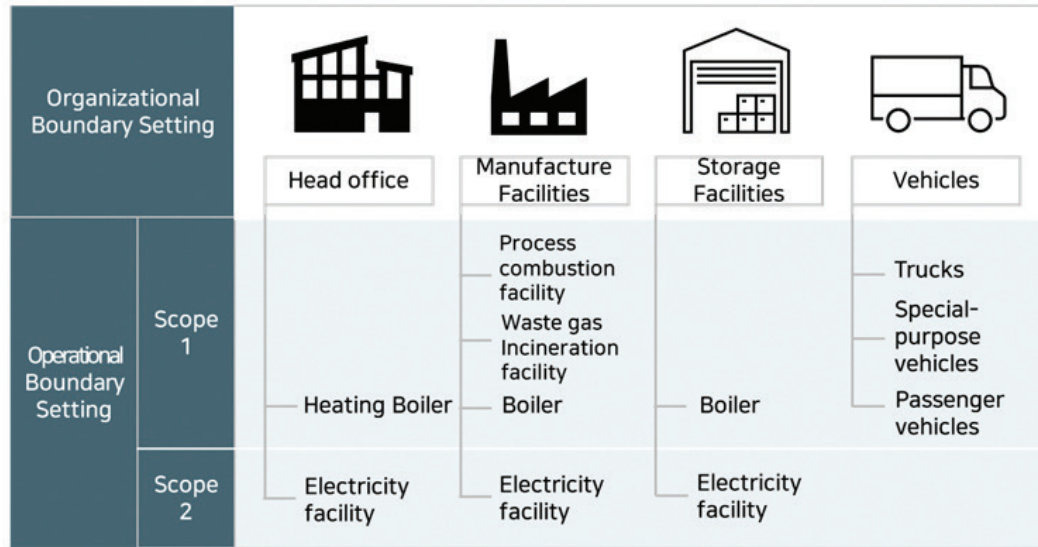 Organizational
Boundary Setting
Head office
Manufacture
Facilities
Storage
Facilities
Vehicles
Operational
Boundary
Setting
Scope
1
Process
combustion
facility
Waste gas
Incineration
facility
Heating Boiler
Boiler
Boiler
Trucks
Special-
purpose
vehicles
Passenger
vehicles
Scope
2
Electricity
facility
Electricity
facility
Electricity
facility